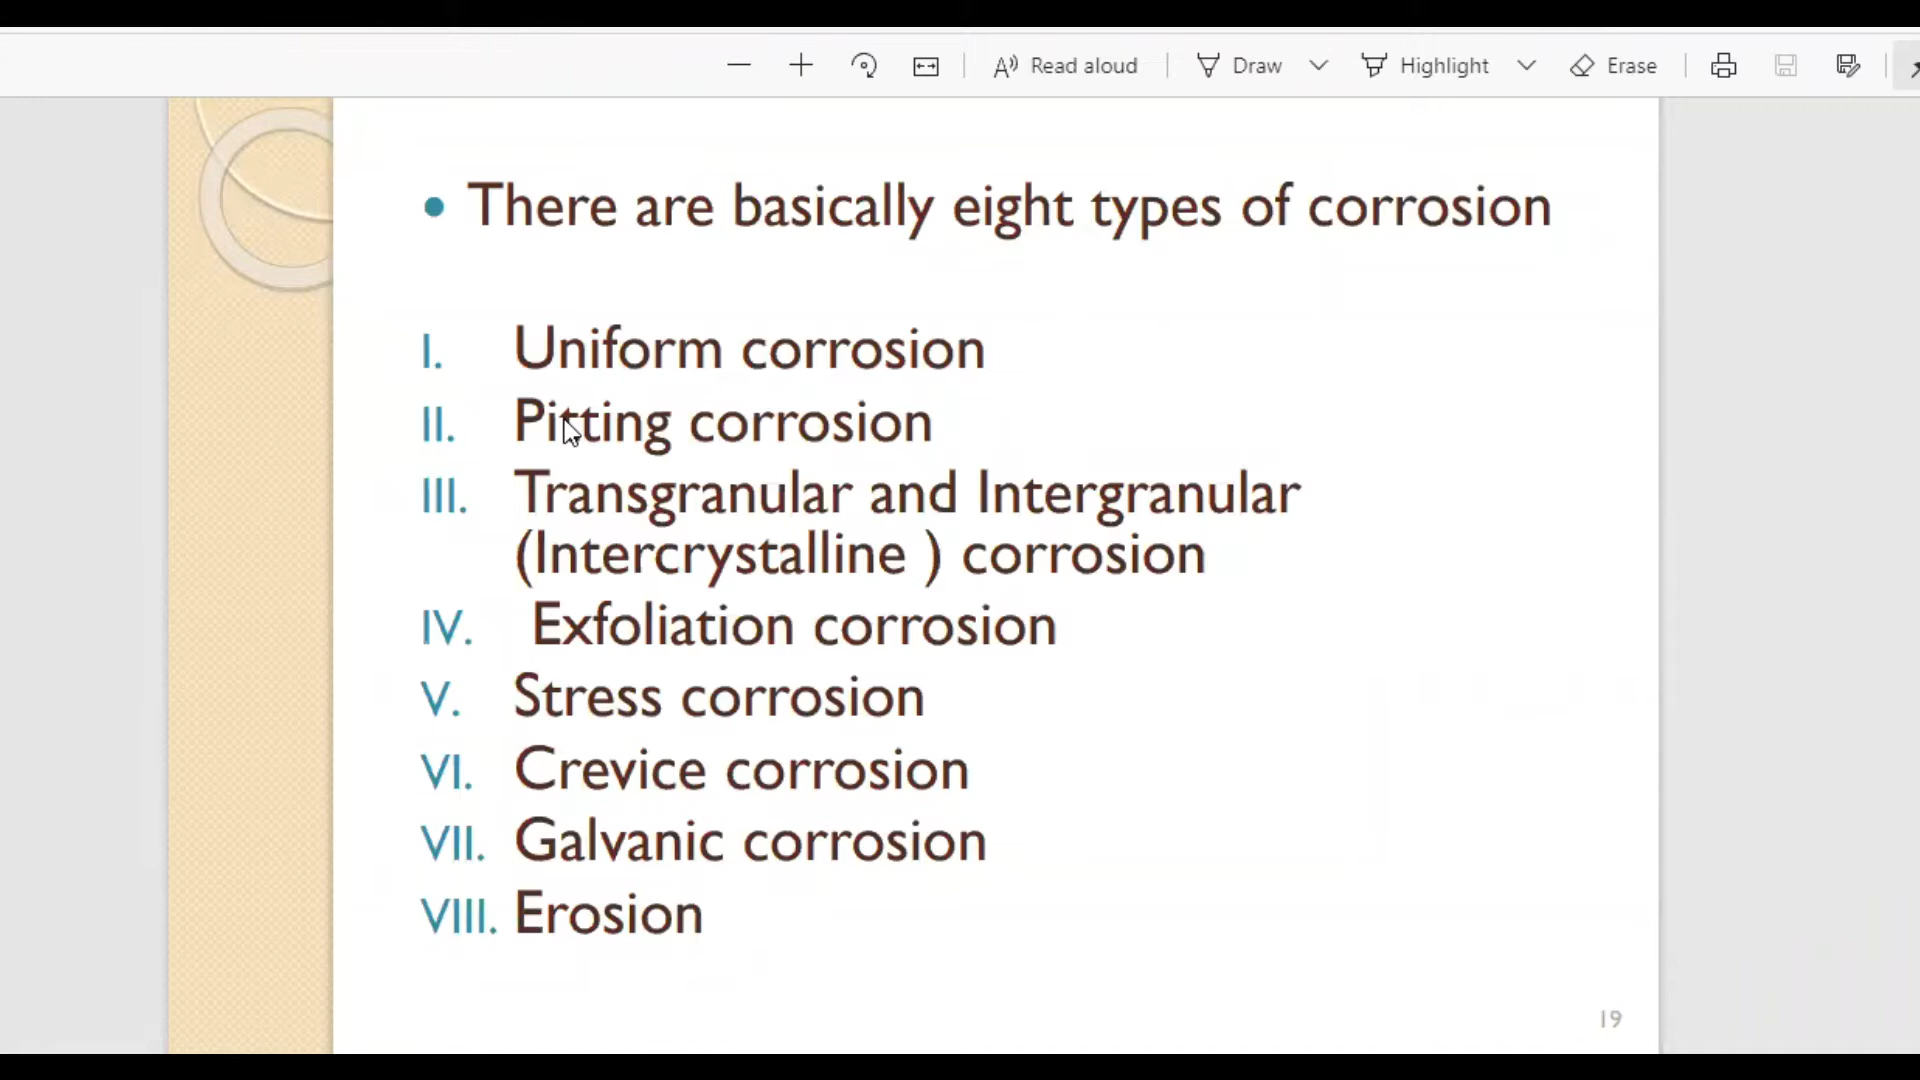 Read aloud Draw Highlight Erase
• There are basically eight types of corrosion
I. Uniform corrosion
II. Pitting corrosion
III. Transgranular and Intergranular
(Intercrystalline ) corrosion
IV. Exfoliation corrosion
V. Stress corrosion
VI. Crevice corrosion
VII. Galvanic corrosion
VIII. Erosion
19